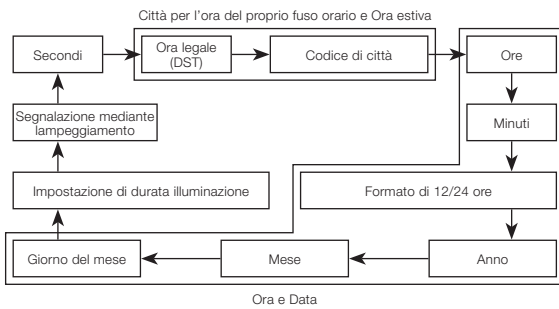 Città per l'ora del proprio fuso orario e Ora estiva
Secondi
Ora legale
(DST)
Codice di città
Ore
Segnalazione mediante
lampeggiamento
Minuti
Impostazione di durata illuminazione
Formato di 12/24 ore
Giorno del mese
Mese
Anno
Ora e Data